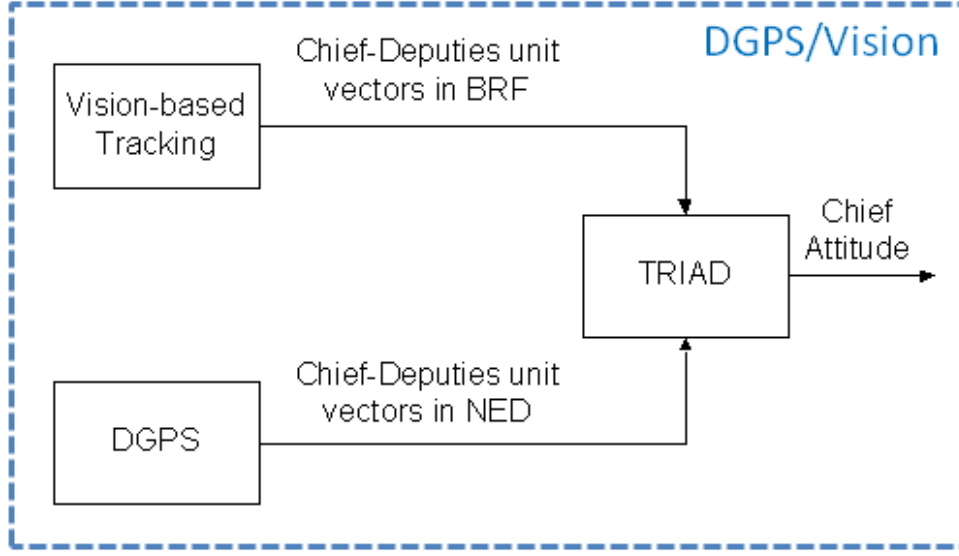 DGPS/Vision
Chief-Deputies unit
vectors in BRF
Vision-based
Tracking
Chief
Attitude
TRIAD
Chief-Deputies unit
vectors in NED
DGPS